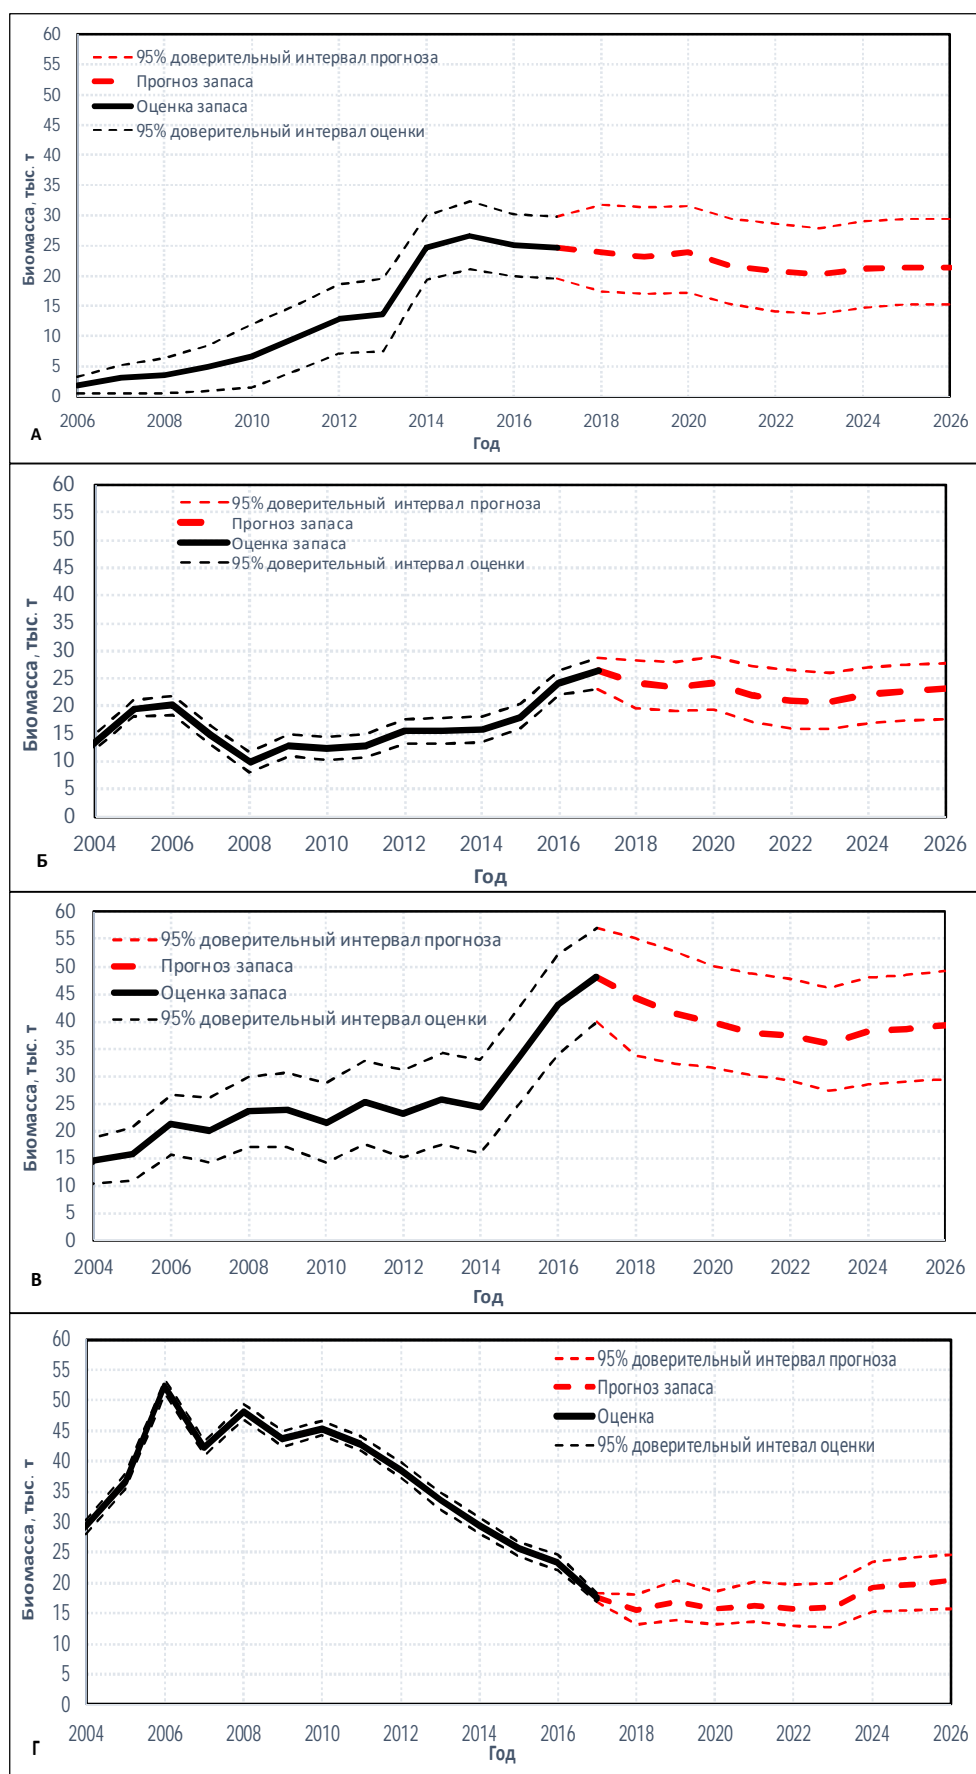 60
55
50
45
40
35
30
25
20
15
10
5
0
Биомасса, тыс. т
95% доверительный интервал прогноза
Прогноз запаса
Оценка запаса
95% доверительный интервал оценки
2006 2008 2010 2012 2014 2016 2018 2020 2022 2024 2026
Год
А
60
55
50
45
40
35
30
25
20
15
10
5
0
Биомасса, тыс. т
95% доверительный интервал прогноза
Прогноз запаса
Оценка запаса
95% доверительный интервал оценки
2004 2006 2008 2010 2012 2014 2016 2018 2020 2022 2024 2026
Год
Б
60
55
50
45
40
35
30
25
20
15
10
5
0
Биомасса, тыс. т
95% доверительный интервал прогноза
Прогноз запаса
Оценка запаса
95% доверительный интервал оценки
2004 2006 2008 2010 2012 2014 2016 2018 2020 2022 2024 2026
Год
В
60
55
50
45
40
35
30
25
20
15
10
5
0
Биомасса, тыс. т
95% доверительный интервал прогноза
Прогноз запаса
Оценка
95% доверительный интевал оценки
2004 2006 2008 2010 2012 2014 2016 2018 2020 2022 2024 2026
Год
Г